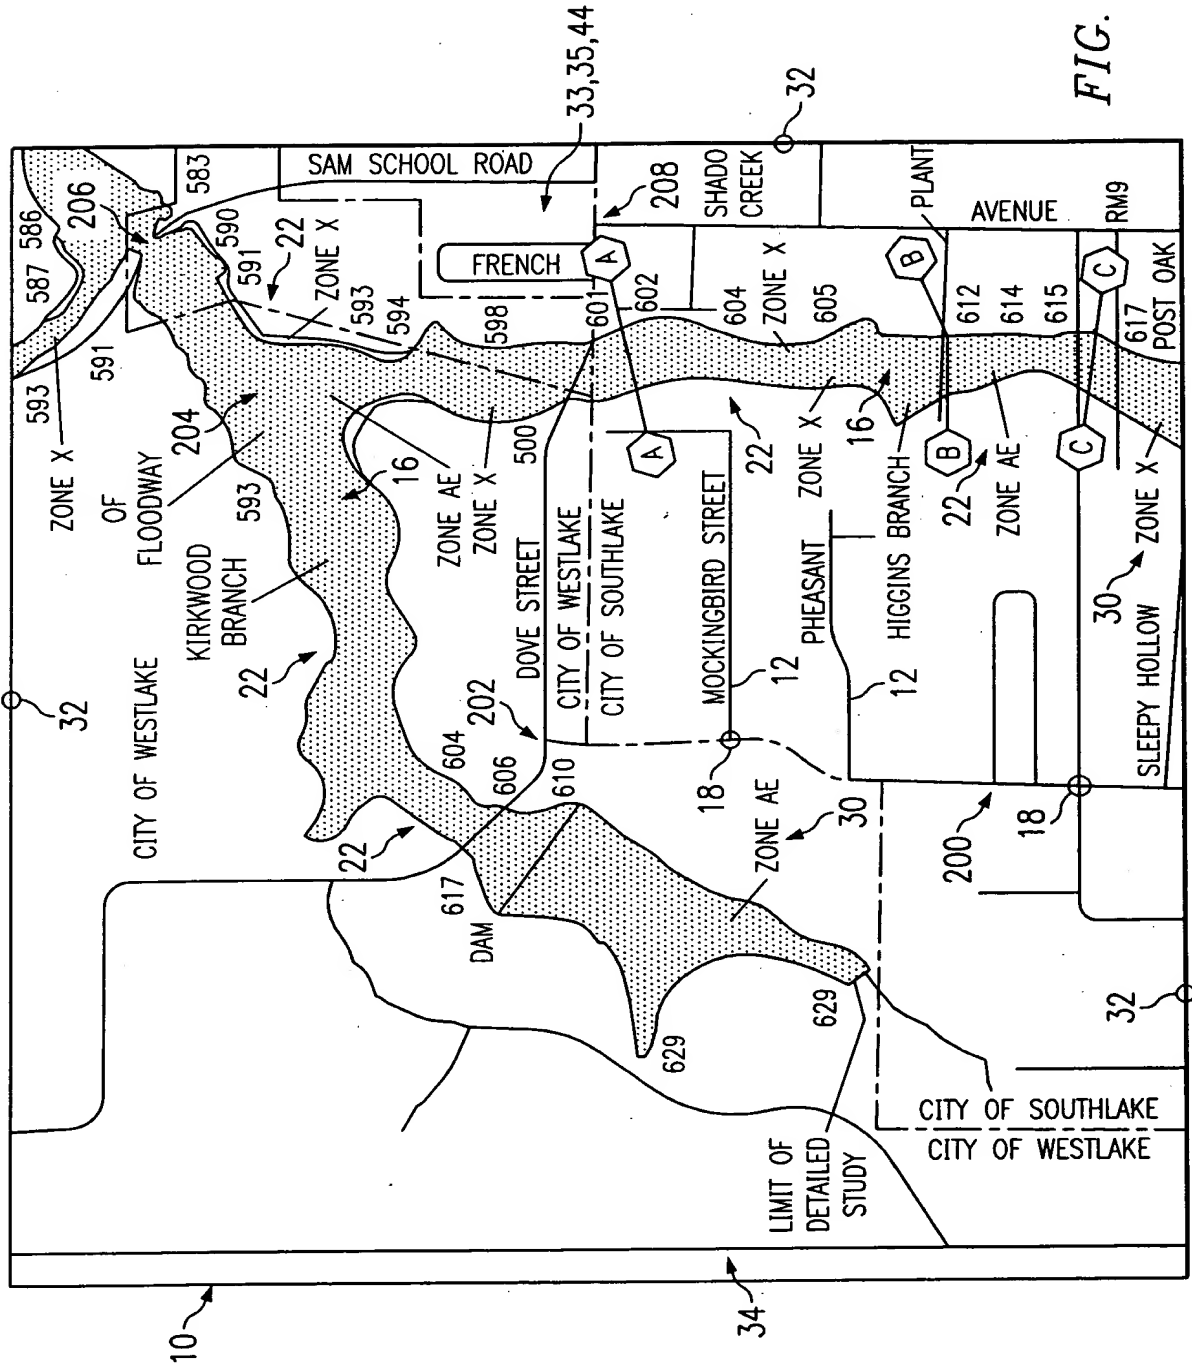 FIG.
10
34
32
32
32
33,35,44
CITY OF WESTLAKE
KIRKWOOD
BRANCH
22
22
593
FLOODWAY
OF
ZONE X
204
593
591
587
586
206
583
590
591
22
ZONE X
593
594
598
SAM SCHOOL ROAD
FRENCH
208
SHADO
CREEK
16
ZONE AE
ZONE X
500
DOVE STREET
CITY OF WESTLAKE
CITY OF SOUTHLAKE
202
604
606
610
617
DAM
601
602
A
A
604
ZONE X
605
22
ZONE X
16
MOCKINGBIRD STREET
12
18
PHEASANT
12
HIGGINS BRANCH
B
B
PLANT
AVENUE
612
614
615
617
22
ZONE AE
C
C
RM9
POST OAK
ZONE X
30
SLEEPY HOLLOW
200
18
ZONE AE
30
629
629
LIMIT OF
DETAILED
STUDY
CITY OF SOUTHLAKE
CITY OF WESTLAKE